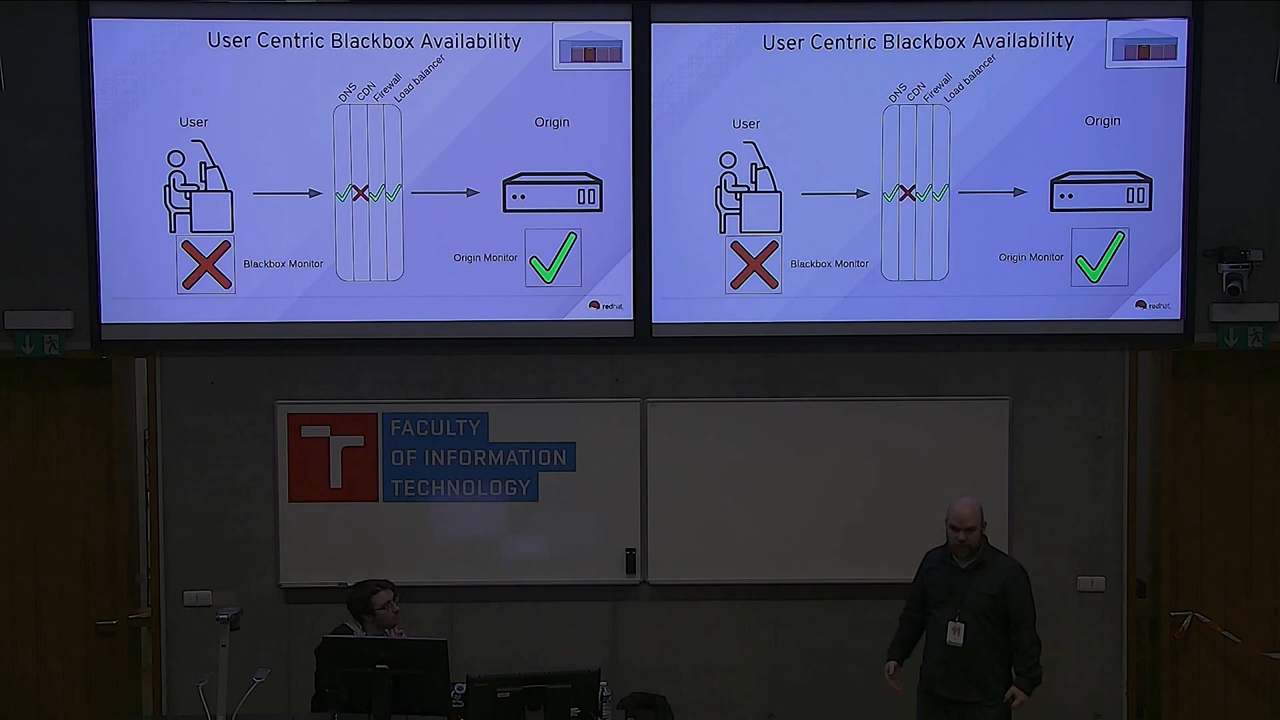 User Centric Blackbox Availability
DNS
CDN
Firewall
Load balancer
User
Origin
Blackbox Monitor
Origin Monitor
redhat.
User Centric Blackbox Availability
DNS
CDN
Firewall
Load balancer
User
Origin
Blackbox Monitor
Origin Monitor
redhat.
FACULTY
OF INFORMATION
TECHNOLOGY